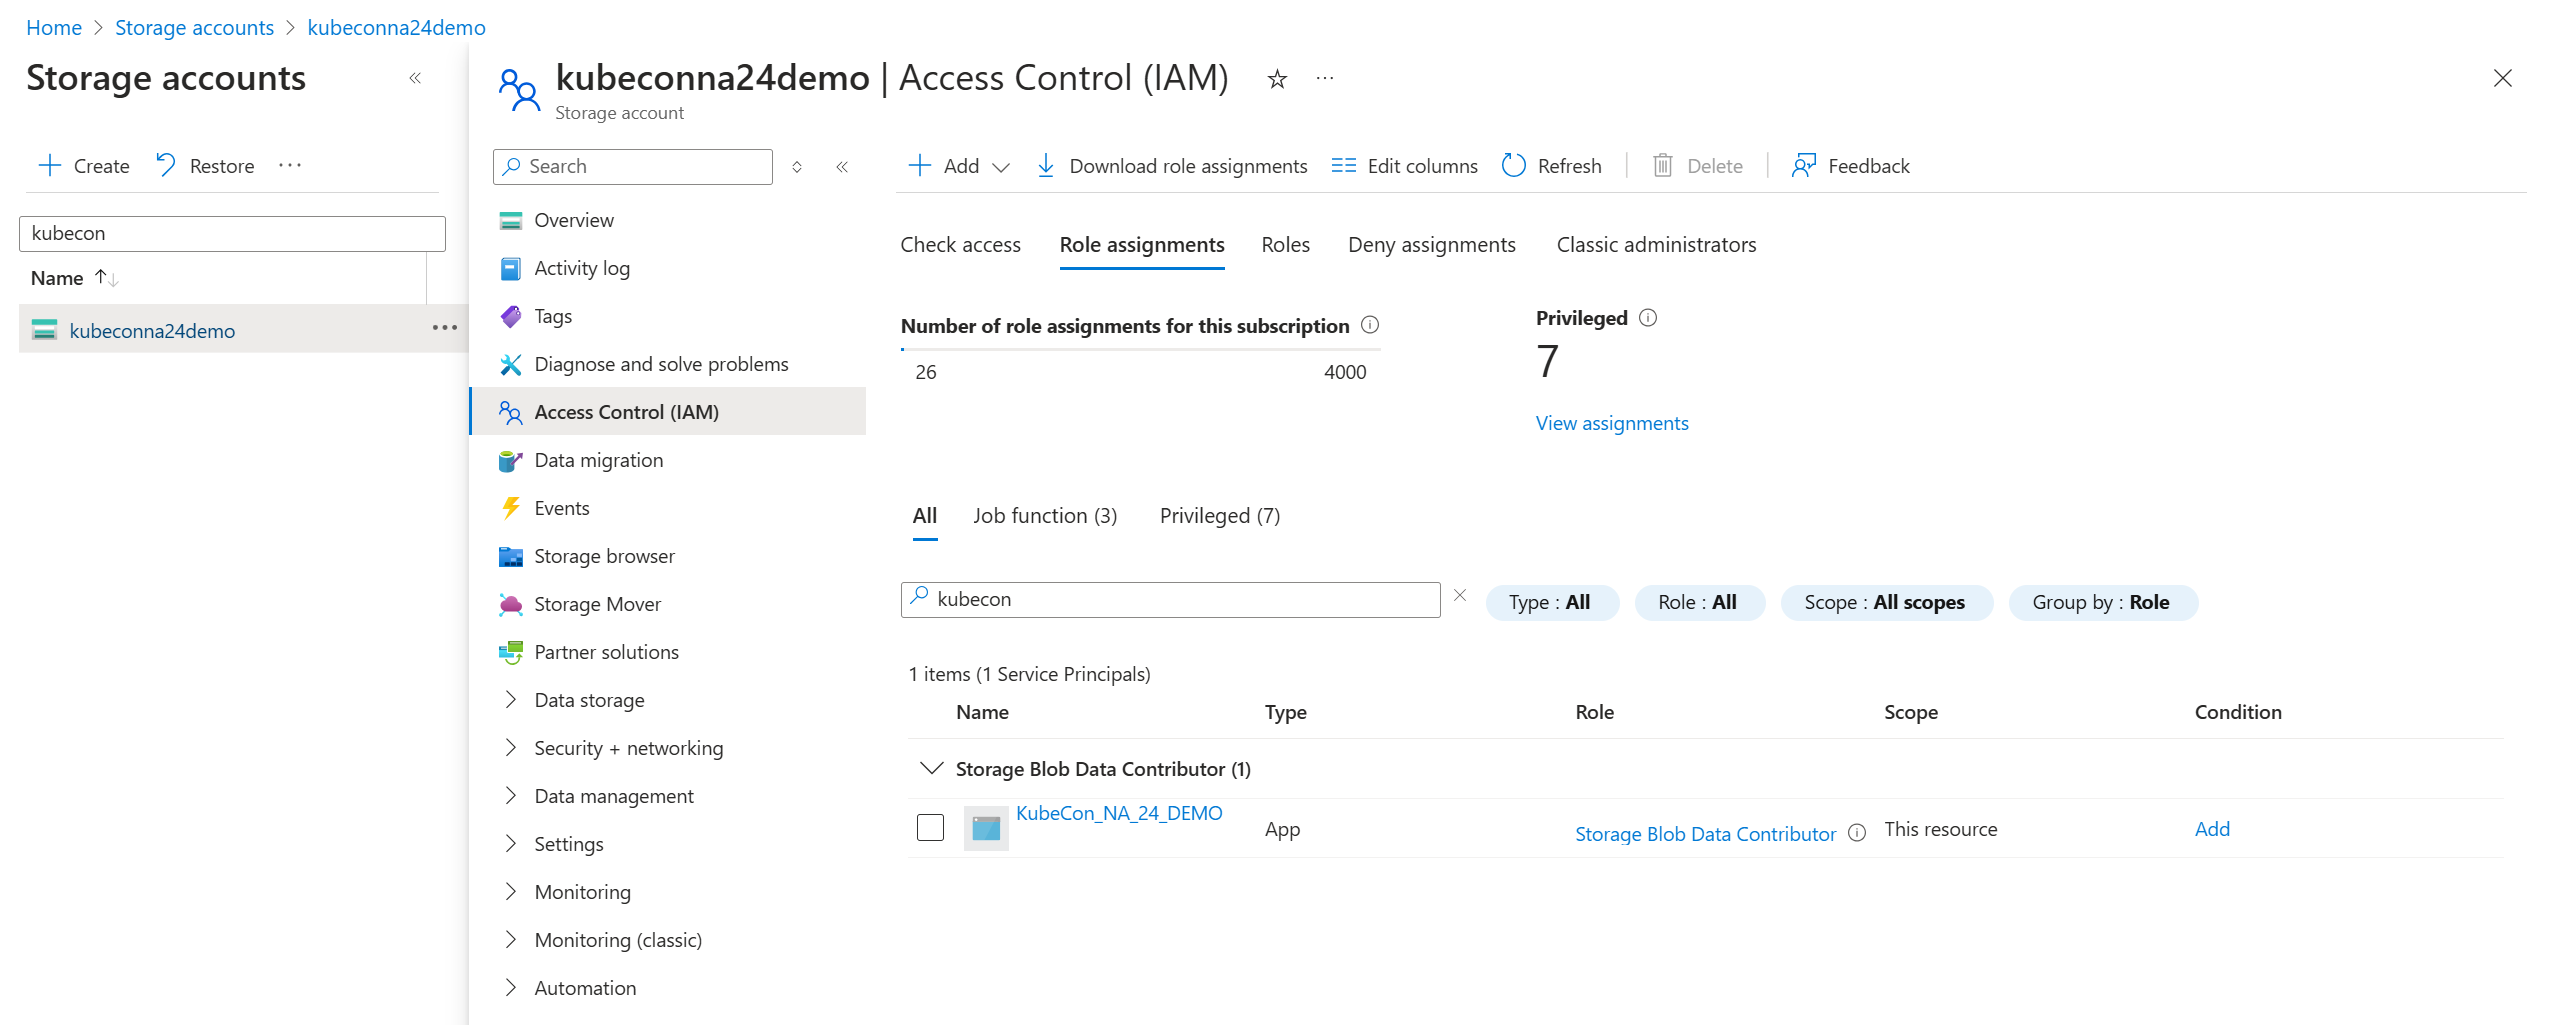 Home > Storage accounts > kubeconna24demo
Storage accounts
Create Restore
kubecon
Name
kubeconna24demo
kubeconna24demo | Access Control (IAM)
Storage account
Search
Overview
Activity log
Tags
Diagnose and solve problems
Access Control (IAM)
Data migration
Events
Storage browser
Storage Mover
Partner solutions
Data storage
Security + networking
Data management
Settings
Monitoring
Monitoring (classic)
Automation
Add Download role assignments Edit columns Refresh Delete Feedback
Check access Role assignments Roles Deny assignments Classic administrators
Number of role assignments for this subscription
26 4000
Privileged
7
View assignments
All Job function (3) Privileged (7)
kubecon
Type : All Role : All Scope : All scopes Group by : Role
1 items (1 Service Principals)
Name Type Role Scope Condition
Storage Blob Data Contributor (1)
KubeCon_NA_24_DEMO App Storage Blob Data Contributor This resource Add